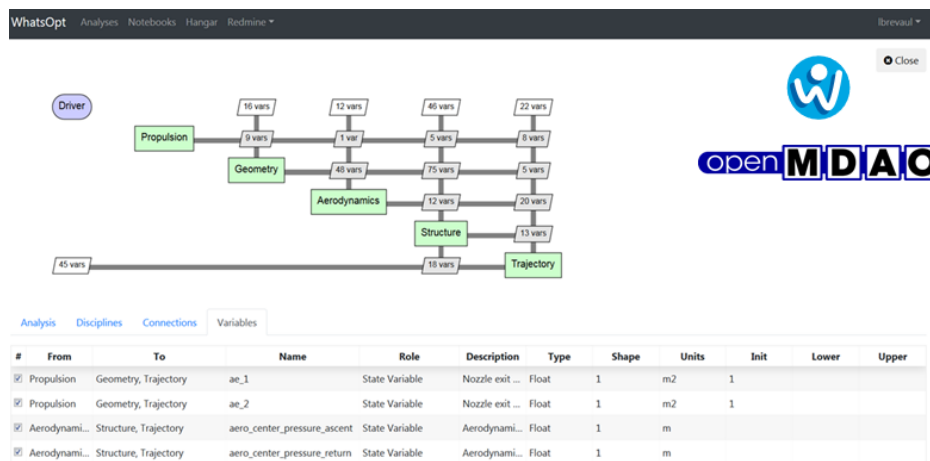 WhatsOpt Analyses Notebooks Hangar Redmine lbrevaul
Close
Driver 16 vars 12 vars 46 vars 22 vars
Propulsion 9 vars 1 var 5 vars 8 vars
openMDAO
Geometry 48 vars 75 vars 5 vars
Aerodynamics 12 vars 20 vars
Structure 13 vars
45 vars 18 vars Trajectory
Analysis Disciplines Connections Variables
# From To Name Role Description Type Shape Units Init Lower Upper
Propulsion Geometry, Trajectory ae_1 State Variable Nozzle exit ... Float 1 m2 1
Propulsion Geometry, Trajectory ae_2 State Variable Nozzle exit ... Float 1 m2 1
Aerodynami... Structure, Trajectory aero_center_pressure_ascent State Variable Aerodynami... Float 1 m
Aerodynami... Structure, Trajectory aero_center_pressure_return State Variable Aerodynami... Float 1 m